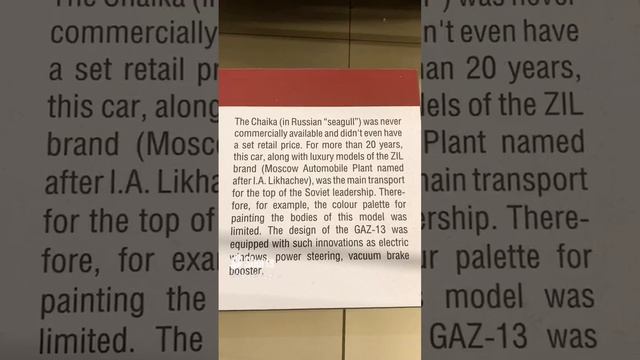 The Chaika (in Russian “seagull”) was never
commercially available and didn't even have
a set retail price. For more than 20 years,
this car, along with luxury models of the ZIL
brand (Moscow Automobile Plant named
after I.A. Likhachev), was the main transport
for the top of the Soviet leadership. There-
fore, for example, the colour palette for
painting the bodies of this model was
limited. The design of the GAZ-13 was
equipped with such innovations as electric
windows, power steering, vacuum brake
booster.